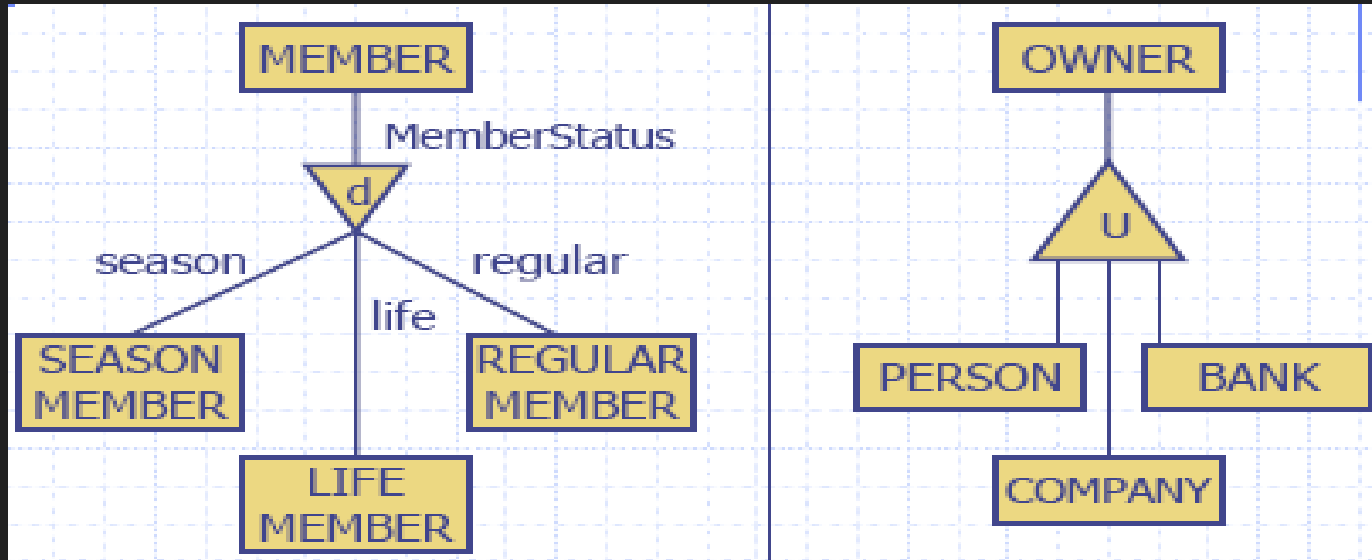 MEMBER
MemberStatus
d
season
regular
life
SEASON
MEMBER
REGULAR
MEMBER
LIFE
MEMBER
OWNER
U
PERSON
BANK
COMPANY